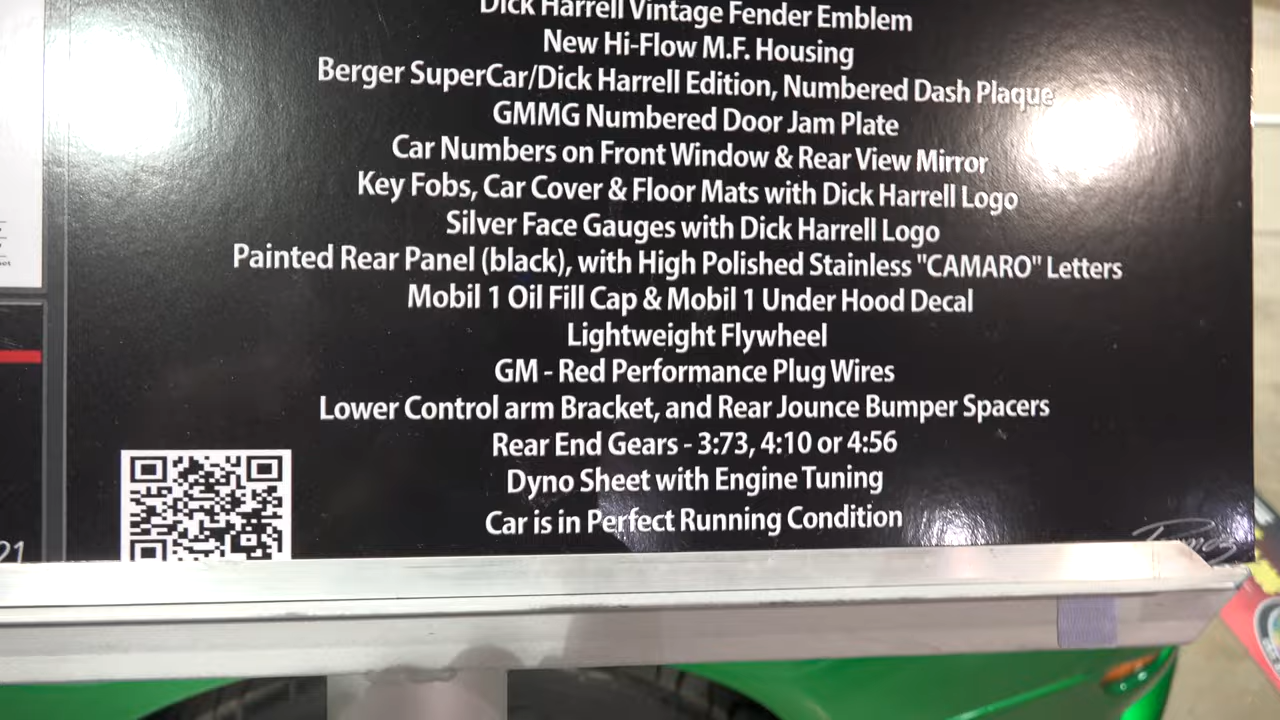 Dick Harrell Vintage Fender Emblem
New Hi-Flow M.F. Housing
Berger SuperCar/Dick Harrell Edition, Numbered Dash Plaque
GMMG Numbered Door Jam Plate
Car Numbers on Front Window & Rear View Mirror
Key Fobs, Car Cover & Floor Mats with Dick Harrell Logo
Silver Face Gauges with Dick Harrell Logo
Painted Rear Panel (black), with High Polished Stainless "CAMARO" Letters
Mobil 1 Oil Fill Cap & Mobil 1 Under Hood Decal
Lightweight Flywheel
GM - Red Performance Plug Wires
Lower Control arm Bracket, and Rear Jounce Bumper Spacers
Rear End Gears - 3:73, 4:10 or 4:56
Dyno Sheet with Engine Tuning
Car is in Perfect Running Condition
21